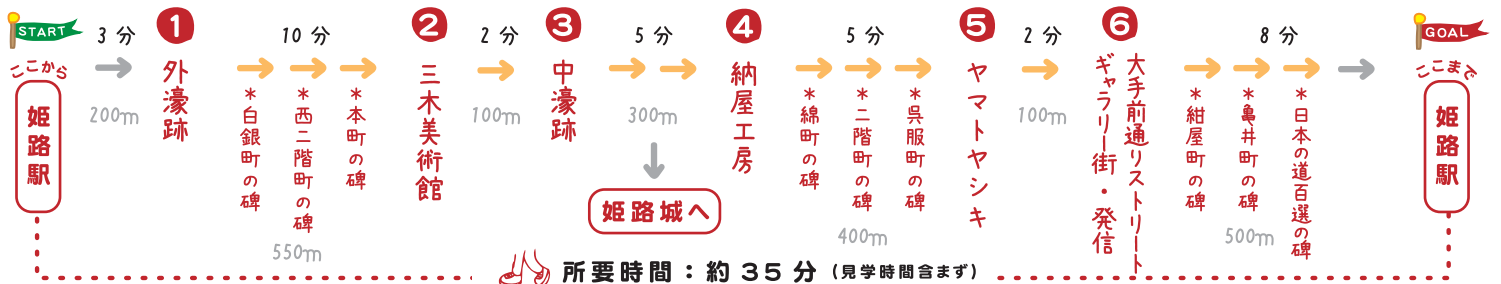 START
ここから
姫路駅
3 分
200m
1
外濠跡
10 分
＊白銀町の碑
＊西二階町の碑
＊本町の碑
550m
2
三木美術館
2 分
100m
3
中濠跡
5 分
300m
姫路城へ
4
納屋工房
5 分
＊綿町の碑
＊二階町の碑
＊呉服町の碑
400m
5
ヤマトヤシキ
2 分
100m
6
大手前通リストリート
ギャラリー街・発信
8 分
＊紺屋町の碑
＊亀井町の碑
＊日本の道百選の碑
500m
GOAL
ここまで
姫路駅
所要時間：約 35 分（見学時間含まず）